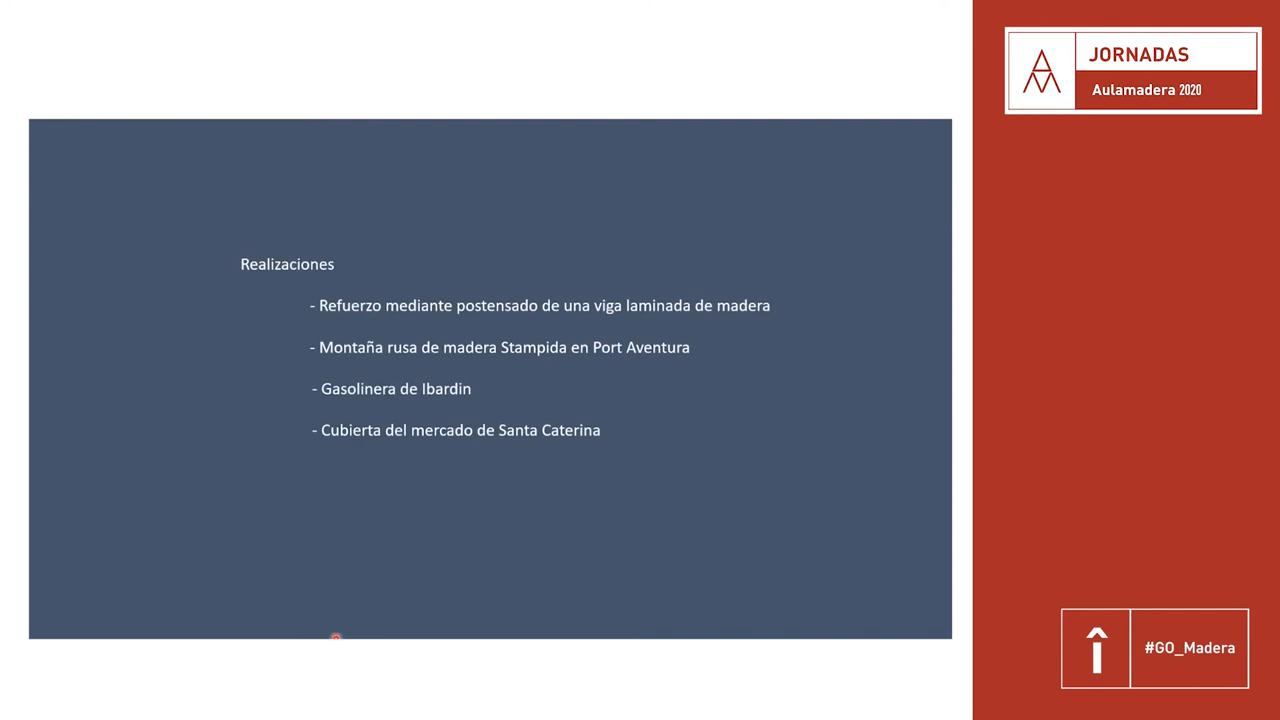 Realizaciones
- Refuerzo mediante postensado de una viga laminada de madera
- Montaña rusa de madera Stampida en Port Aventura
- Gasolinera de Ibardin
- Cubierta del mercado de Santa Caterina
JORNADAS
Aulamadera 2020
#GO_Madera